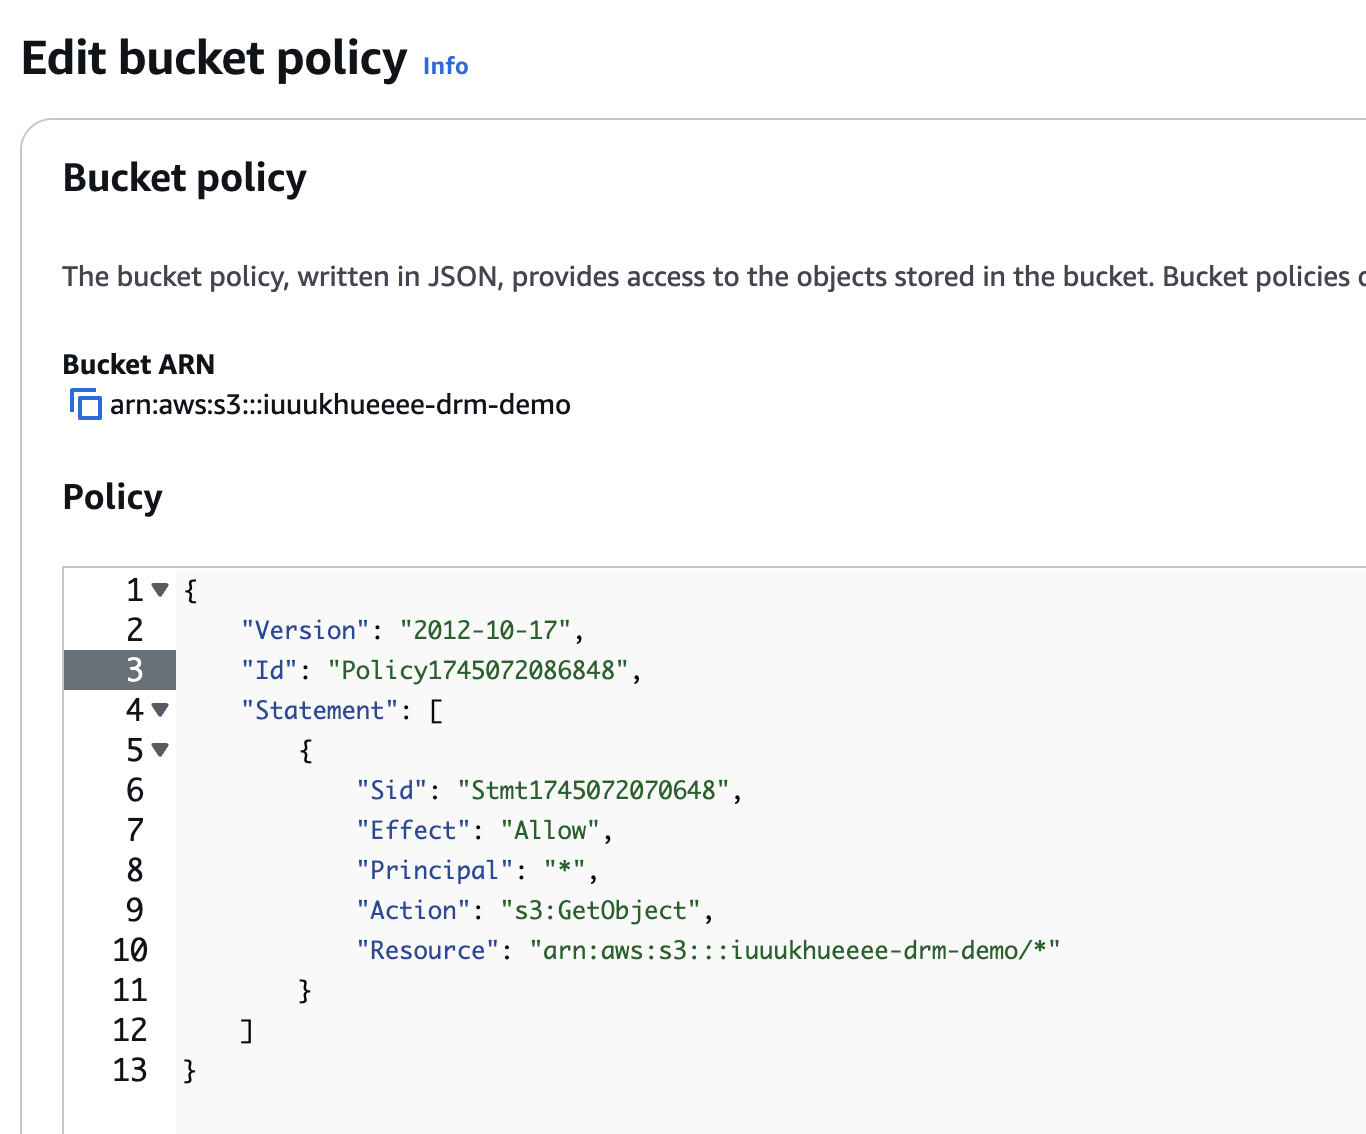 Edit bucket policy Info
Bucket policy
The bucket policy, written in JSON, provides access to the objects stored in the bucket. Bucket policies
Bucket ARN
arn:aws:s3:::iuuukhueeee-drm-demo
Policy
1 {
2 "Version": "2012-10-17",
3 "Id": "Policy1745072086848",
4 "Statement": [
5 {
6 "Sid": "Stmt1745072070648",
7 "Effect": "Allow",
8 "Principal": "*",
9 "Action": "s3:GetObject",
10 "Resource": "arn:aws:s3:::iuuukhueeee-drm-demo/*"
11 }
12 ]
13 }